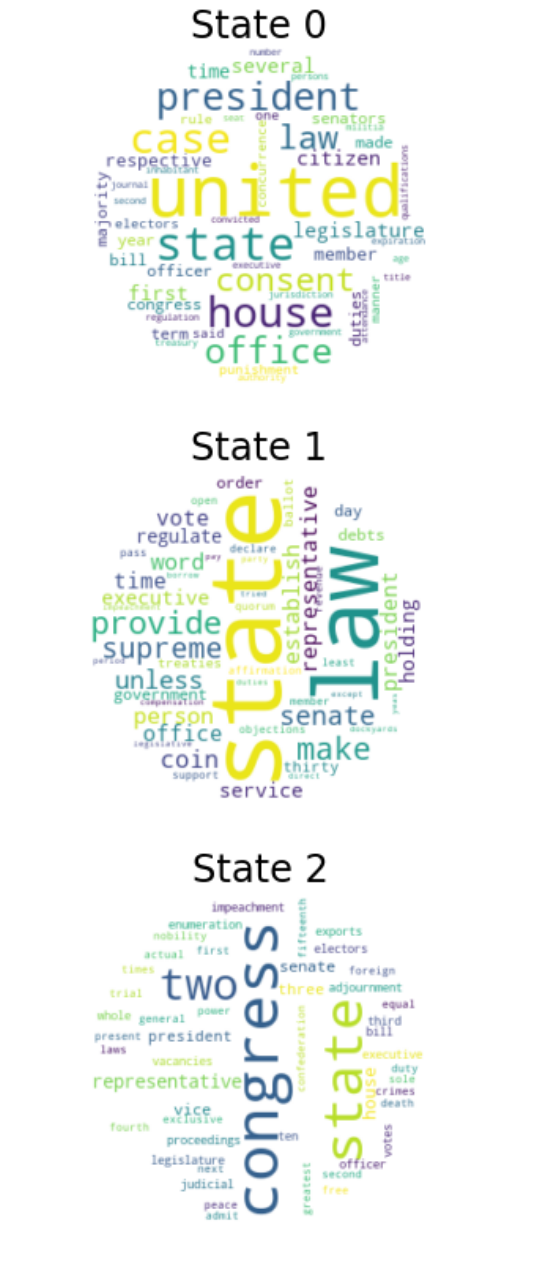 State 0
number
time several
persons
president
rule seat one senators
militia
case law made
concurrence
respective citizen
inhabitant
united
qualifications
journal
second
majority
convicted
electors legislature
year state expiration
member
bill executive age
officer consent title
first jurisdiction
congress house
manner
duties
attendance
regulation
term said government
treasury office
punishment
authority
State 1
order
open ballot
vote day
regulate representative
declare debts
pass word pay
party
time borrow
tried
executive establish law
impeachment quorum
revenue
provide state president
supreme holding
period treaties least
affirmation
unless duties
government except
compensation member years
person senate
office objections dockyards
legislative
coin make
support thirty
direct
service
State 2
impeachment
enumeration fifteenth
exports
nobility
actual first electors
times senate foreign
two three adjournment
trial
power equal
whole general third
present president bill
congress state
laws confederation
executive
vacancies duty
representative house sole
crimes
vice death
exclusive
fourth ten
proceedings votes
legislature officer
next second
judicial greatest
free
peace
admit